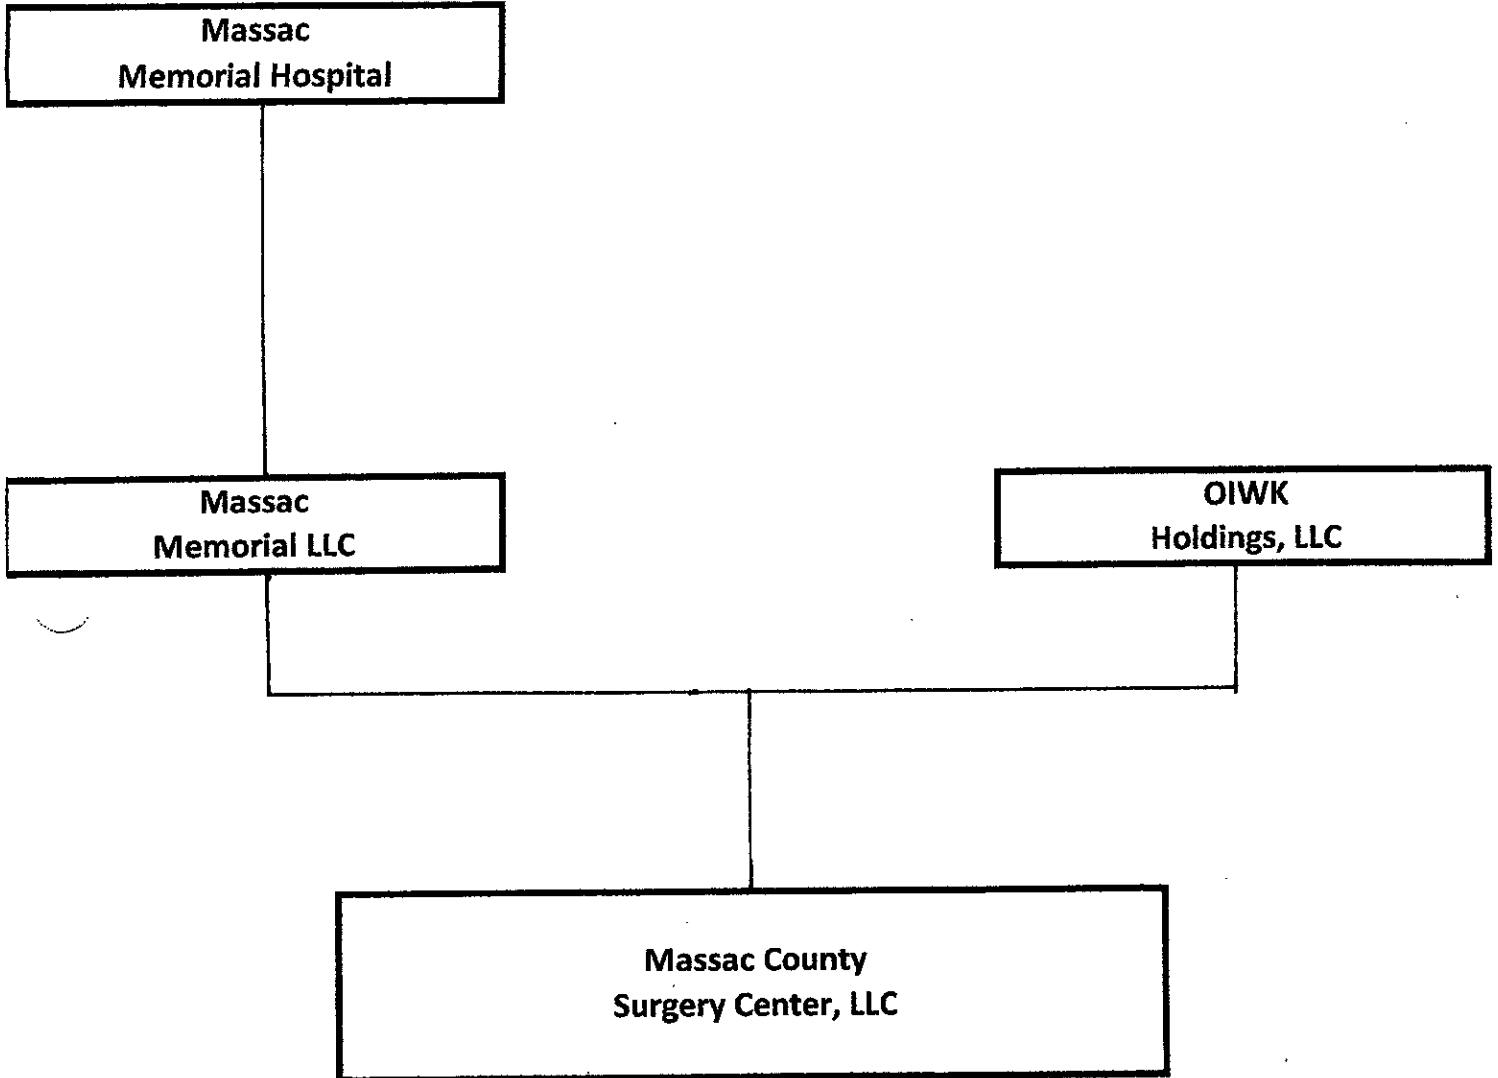 Massac
Memorial Hospital
Massac
Memorial LLC
OIWK
Holdings, LLC
Massac County
Surgery Center, LLC